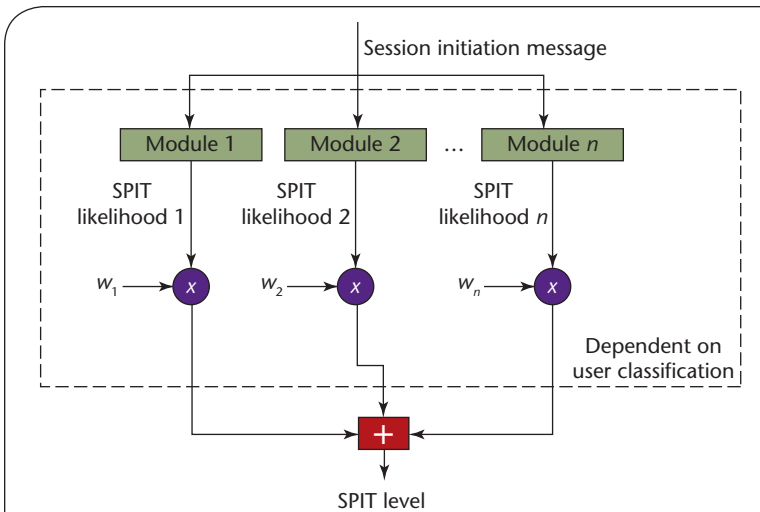 Session initiation message
Module 1
Module 2
...
Module n
SPIT
likelihood 1
SPIT
likelihood 2
SPIT
likelihood n
w₁
x
w₂
x
wₙ
x
Dependent on
user classification
+
SPIT level